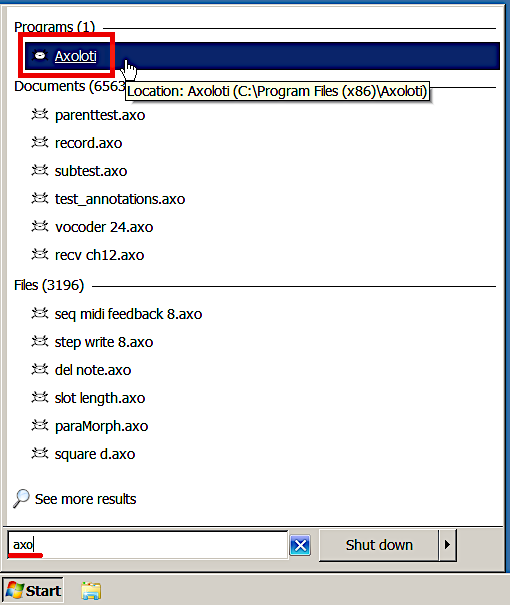 Programs (1)
Axoloti
Location: Axoloti (C:\Program Files (x86)\Axoloti)
Documents (6563
parenttest.axo
record.axo
subtest.axo
test_annotations.axo
vocoder 24.axo
recv ch12.axo
Files (3196)
seq midi feedback 8.axo
step write 8.axo
del note.axo
slot length.axo
paraMorph.axo
square d.axo
See more results
axo
Shut down
Start